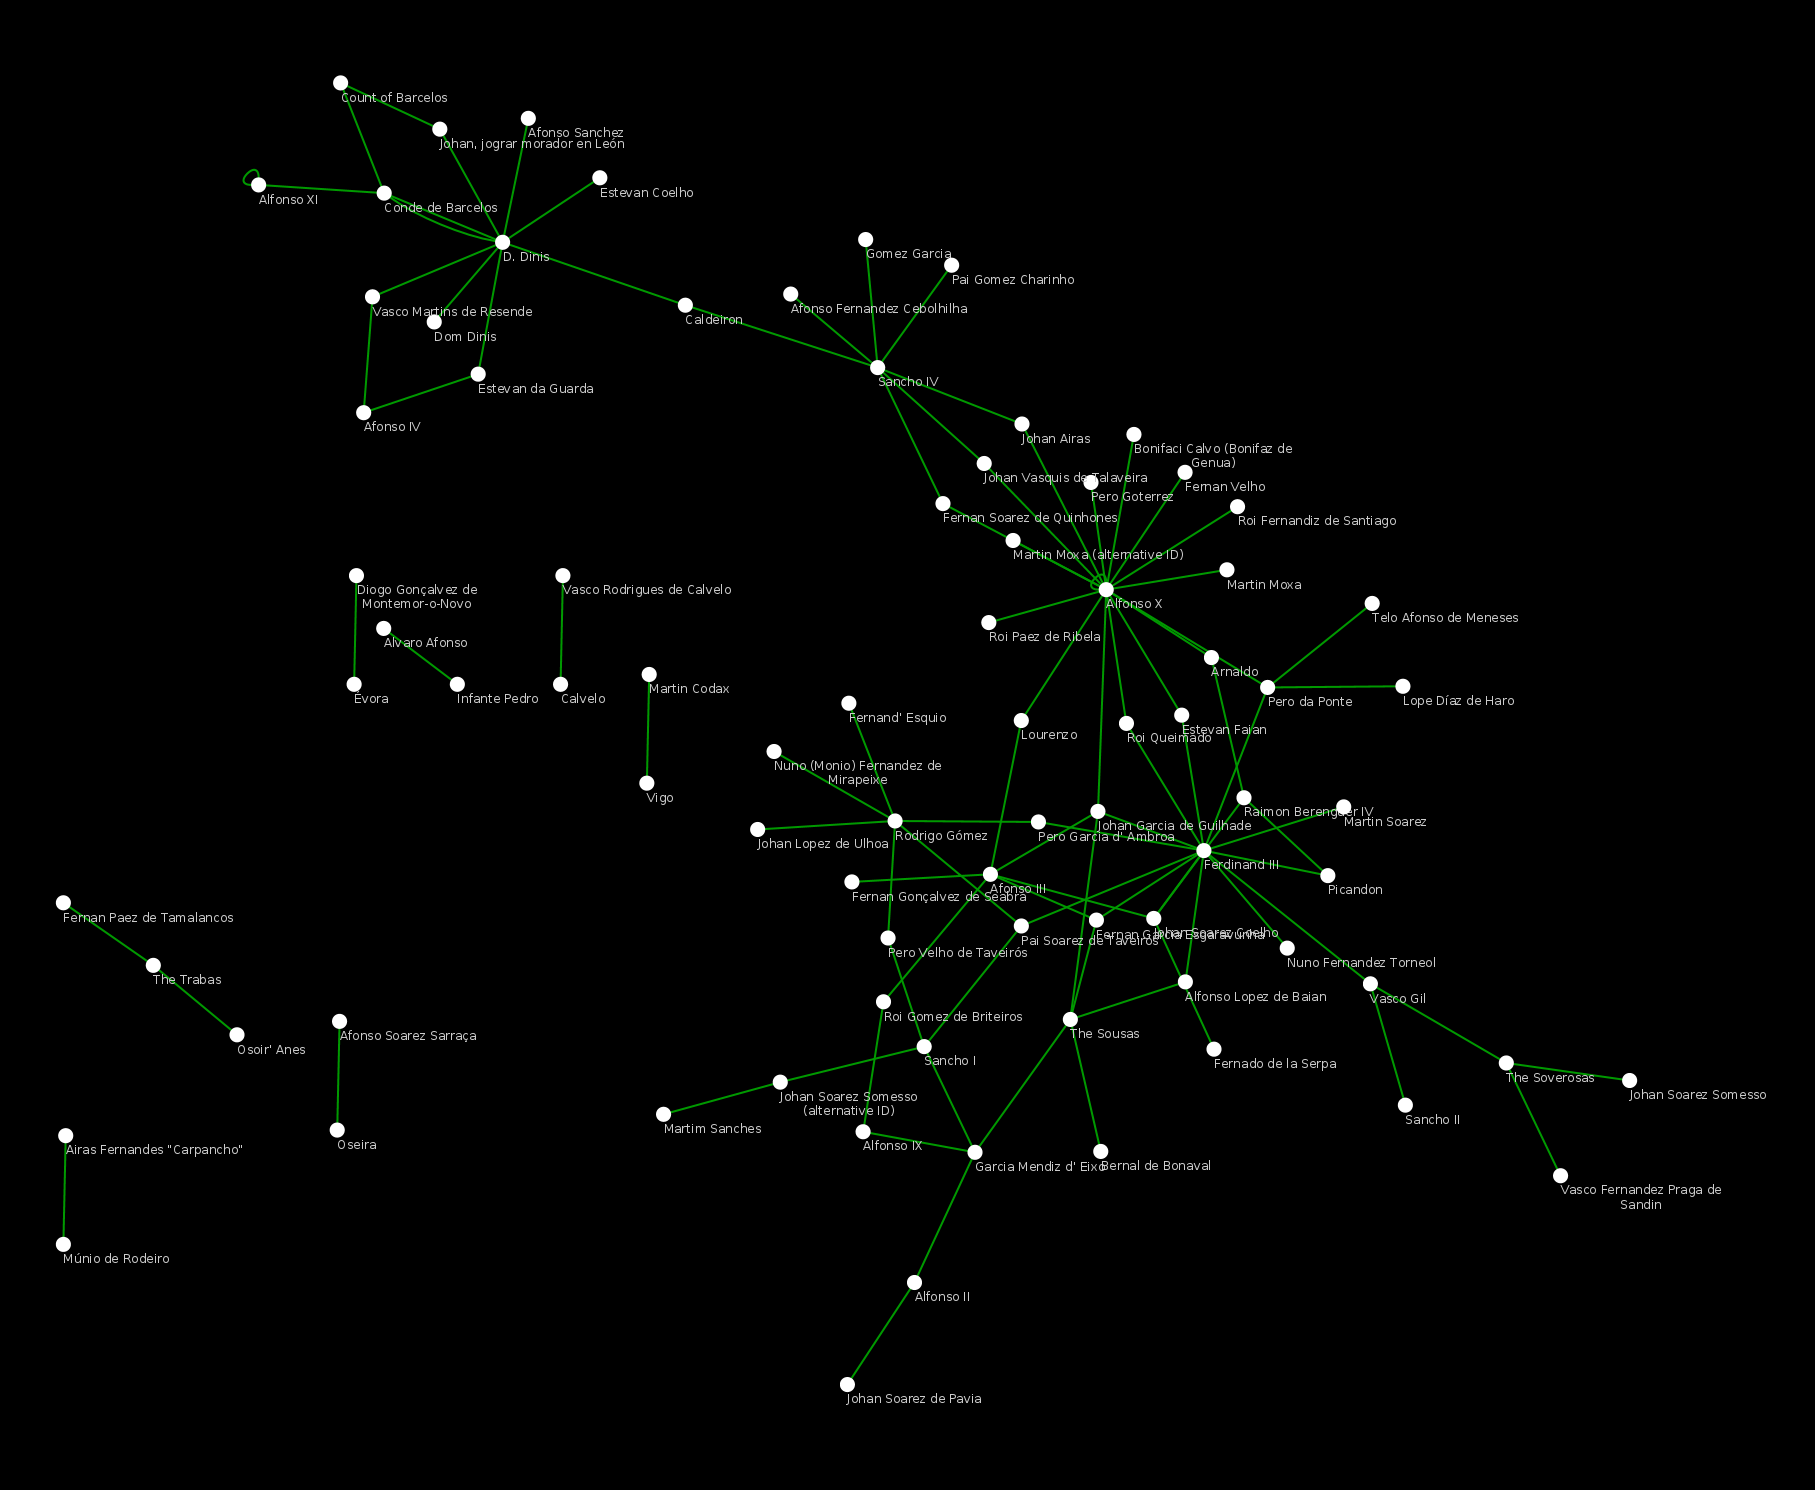 Count of Barcelos
Afonso Sanchez
Johan, jograr morador en León
Estevan Coelho
Alfonso XI
Conde de Barcelos
D. Dinis
Gomez Garcia
Pai Gomez Charinho
Vasco Martins de Resende
Afonso Fernandez Cebolhilha
Caldeiron
Dom Dinis
Sancho IV
Estevan da Guarda
Afonso IV
Johan Airas
Bonifaci Calvo (Bonifaz de
Genua)
Johan Vasquis de Talaveira
Fernan Velho
Pero Goterrez
Fernan Soarez de Quinhones
Roi Fernandiz de Santiago
Martin Moxa (alternative ID)
Martin Moxa
Diogo Gonçalvez de
Montemor-o-Novo
Vasco Rodrigues de Calvelo
Alfonso X
Telo Afonso de Meneses
Roi Paez de Ribela
Alvaro Afonso
Arnaldo
Martin Codax
Évora
Infante Pedro
Calvelo
Pero da Ponte
Lope Díaz de Haro
Fernand' Esquio
Lourenzo
Estevan Faian
Roi Queimado
Nuno (Monio) Fernandez de
Mirapeixe
Vigo
Raimon Berenguer IV
Martin Soarez
Johan Garcia de Guilhade
Rodrigo Gómez
Pero Garcia d' Ambroa
Johan Lopez de Ulhoa
Ferdinand III
Afonso III
Picandon
Fernan Gonçalvez de Seabra
Fernan Paez de Tamalancos
Johan Soarez Coelho
Fernan Garcia Esgaravunha
Pai Soarez de Taveirós
Pero Velho de Taveirós
Nuno Fernandez Torneol
The Trabas
Alfonso Lopez de Baian
Vasco Gil
Roi Gomez de Briteiros
The Sousas
Afonso Soarez Sarraça
Osoir' Anes
Sancho I
Fernado de la Serpa
The Soverosas
Johan Soarez Somesso
Johan Soarez Somesso
(alternative ID)
Sancho II
Martim Sanches
Oseira
Airas Fernandes "Carpancho"
Alfonso IX
Garcia Mendiz d' Eixo
Bernal de Bonaval
Vasco Fernandez Praga de
Sandin
Múnio de Rodeiro
Alfonso II
Johan Soarez de Pavia